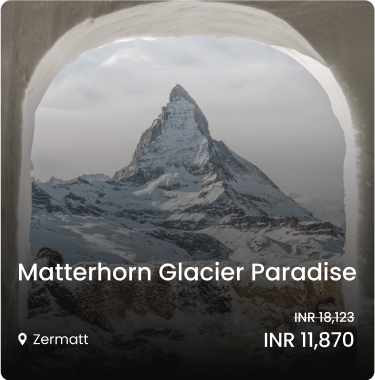 Matterhorn Glacier Paradise
INR 18,123
Zermatt
INR 11,870